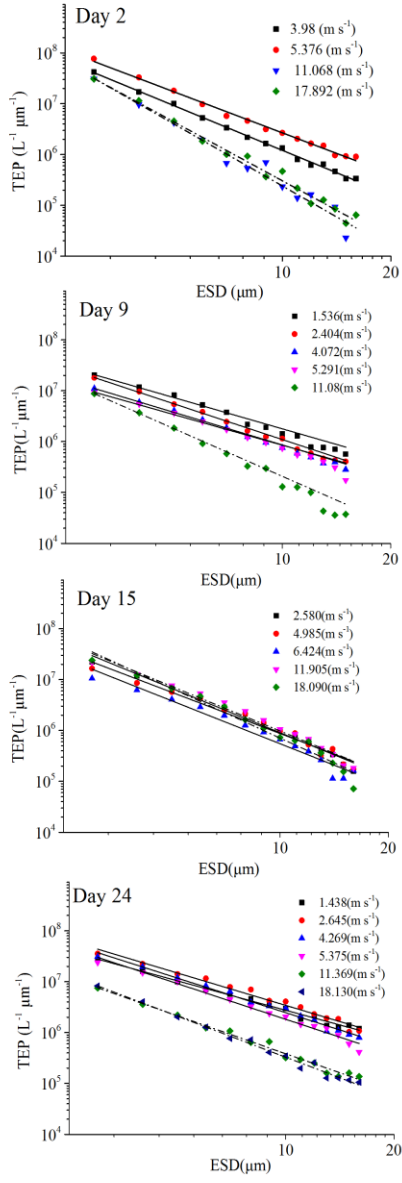 Day 2
3.98 (m s⁻¹)
5.376 (m s⁻¹)
11.068 (m s⁻¹)
17.892 (m s⁻¹)
TEP (L⁻¹ μm⁻¹)
10⁸
10⁷
10⁶
10⁵
10⁴
10
20
ESD (μm)
Day 9
1.536(m s⁻¹)
2.404(m s⁻¹)
4.072(m s⁻¹)
5.291(m s⁻¹)
11.08(m s⁻¹)
TEP(L⁻¹μm⁻¹)
10⁸
10⁷
10⁶
10⁵
10⁴
10
20
ESD(μm)
Day 15
2.580(m s⁻¹)
4.985(m s⁻¹)
6.424(m s⁻¹)
11.905(m s⁻¹)
18.090(m s⁻¹)
TEP(L⁻¹μm⁻¹)
10⁸
10⁷
10⁶
10⁵
10⁴
10
20
ESD(μm)
Day 24
1.438(m s⁻¹)
2.645(m s⁻¹)
4.269(m s⁻¹)
5.375(m s⁻¹)
11.369(m s⁻¹)
18.130(m s⁻¹)
TEP (L⁻¹ μm⁻¹)
10⁸
10⁷
10⁶
10⁵
10⁴
10
20
ESD(μm)